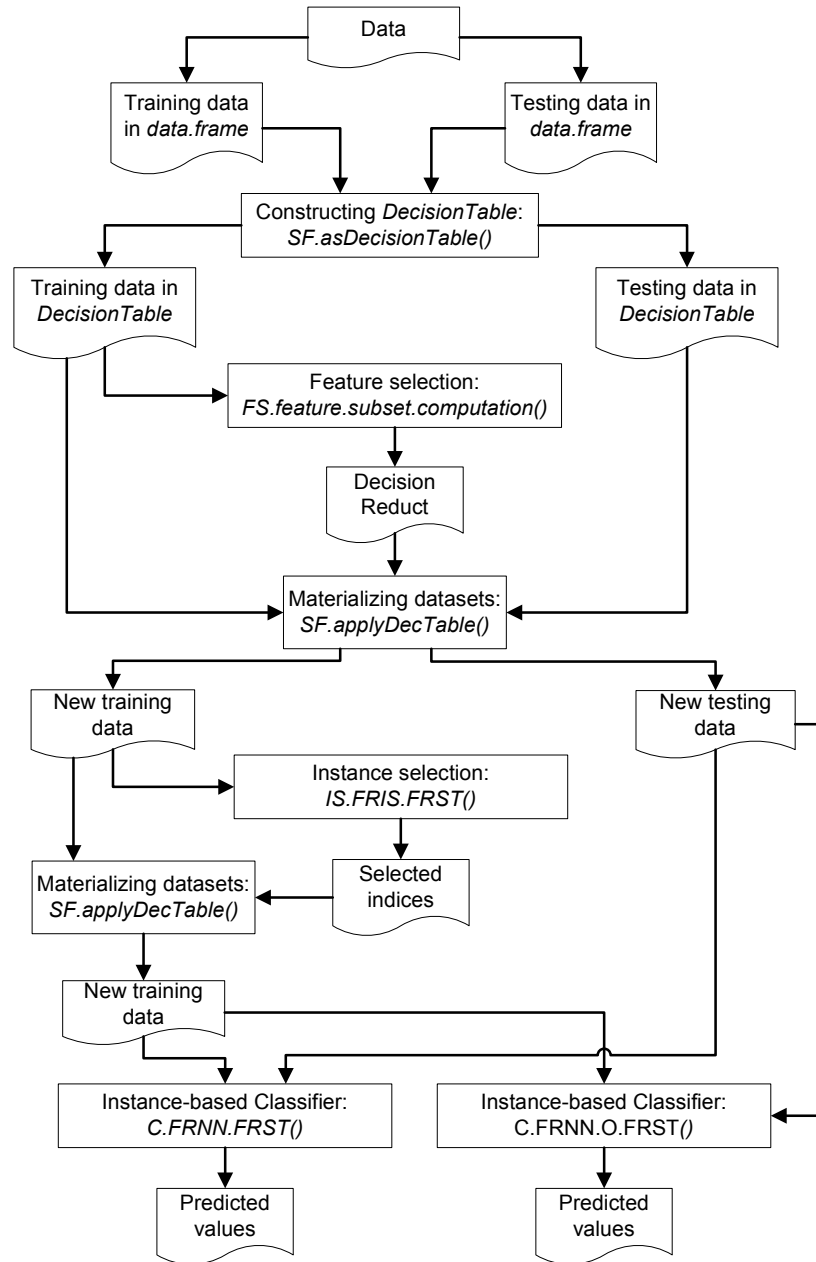 Data
Training data
in data.frame
Testing data in
data.frame
Constructing DecisionTable:
SF.asDecisionTable()
Training data in
DecisionTable
Testing data in
DecisionTable
Feature selection:
FS.feature.subset.computation()
Decision
Reduct
Materializing datasets:
SF.applyDecTable()
New training
data
New testing
data
Instance selection:
IS.FRIS.FRST()
Materializing datasets:
SF.applyDecTable()
Selected
indices
New training
data
Instance-based Classifier:
C.FRNN.FRST()
Instance-based Classifier:
C.FRNN.O.FRST()
Predicted
values
Predicted
values